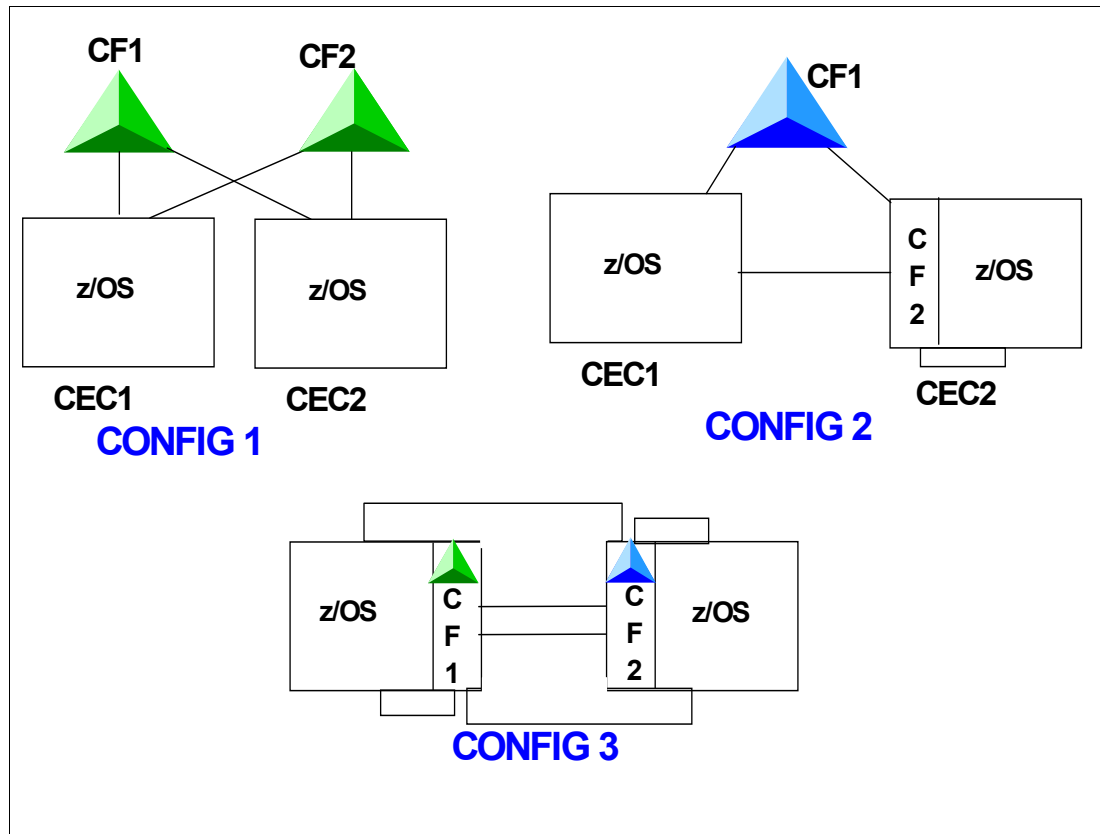 CF1
CF2
z/OS
z/OS
CEC1
CEC2
CONFIG 1
CF1
z/OS
C
F
2
z/OS
CEC1
CEC2
CONFIG 2
z/OS
C
F
1
C
F
2
z/OS
CONFIG 3